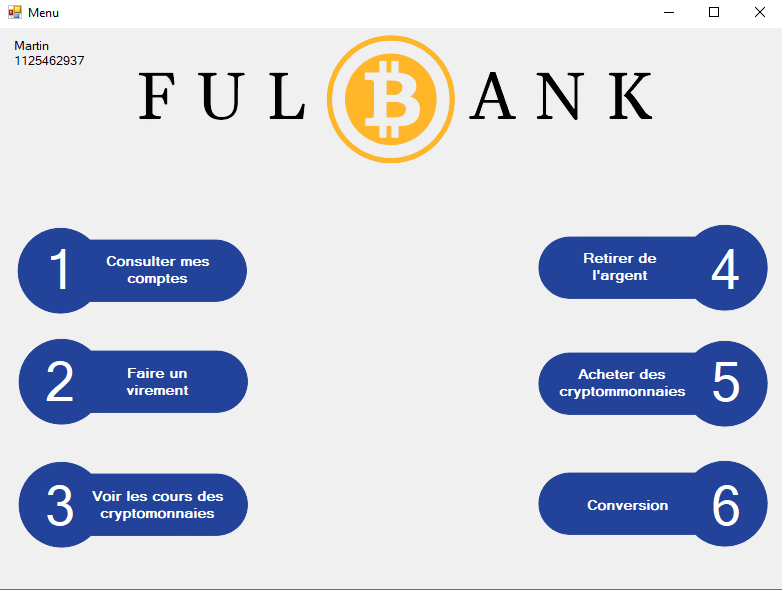 Menu
Martin
1125462937
FUL₿ANK
1 Consulter mes
comptes
2 Faire un
virement
3 Voir les cours des
cryptomonnaies
Retirer de
l'argent 4
Acheter des
cryptommonnaies 5
Conversion 6